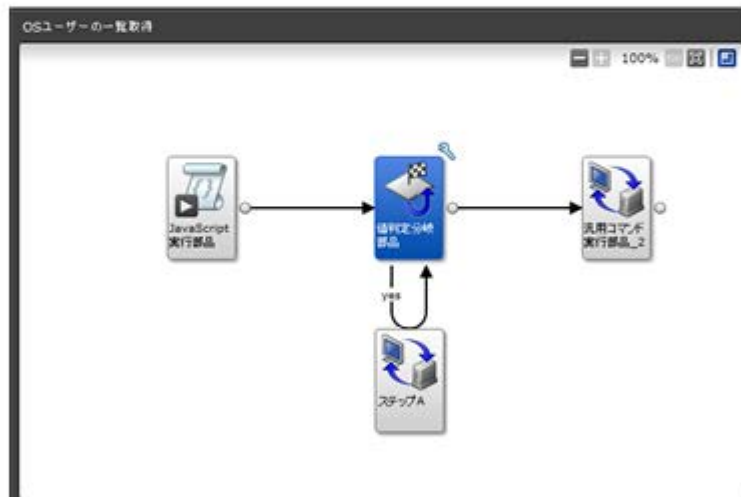 OSユーザーの一覧取得
100%
JavaScript
実行部品
値判定分岐
部品
汎用コマンド
実行部品_2
yes
ステップA